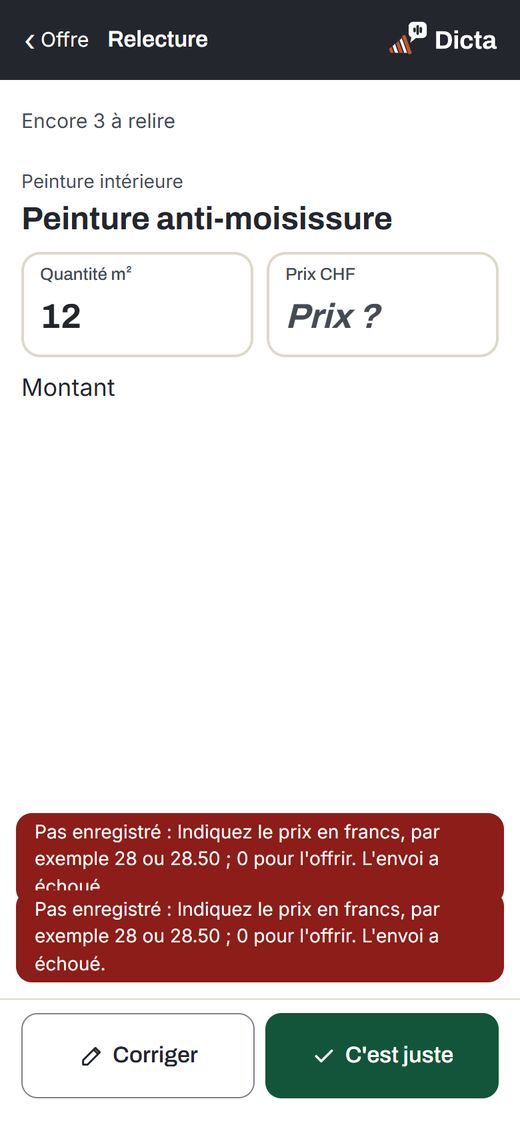 ‹ Offre Relecture Dicta
Encore 3 à relire
Peinture intérieure
Peinture anti-moisissure
Quantité m² Prix CHF
12 Prix ?
Montant
Pas enregistré : Indiquez le prix en francs, par
exemple 28 ou 28.50 ; 0 pour l'offrir. L'envoi a
échoué
Pas enregistré : Indiquez le prix en francs, par
exemple 28 ou 28.50 ; 0 pour l'offrir. L'envoi a
échoué.
Corriger C'est juste